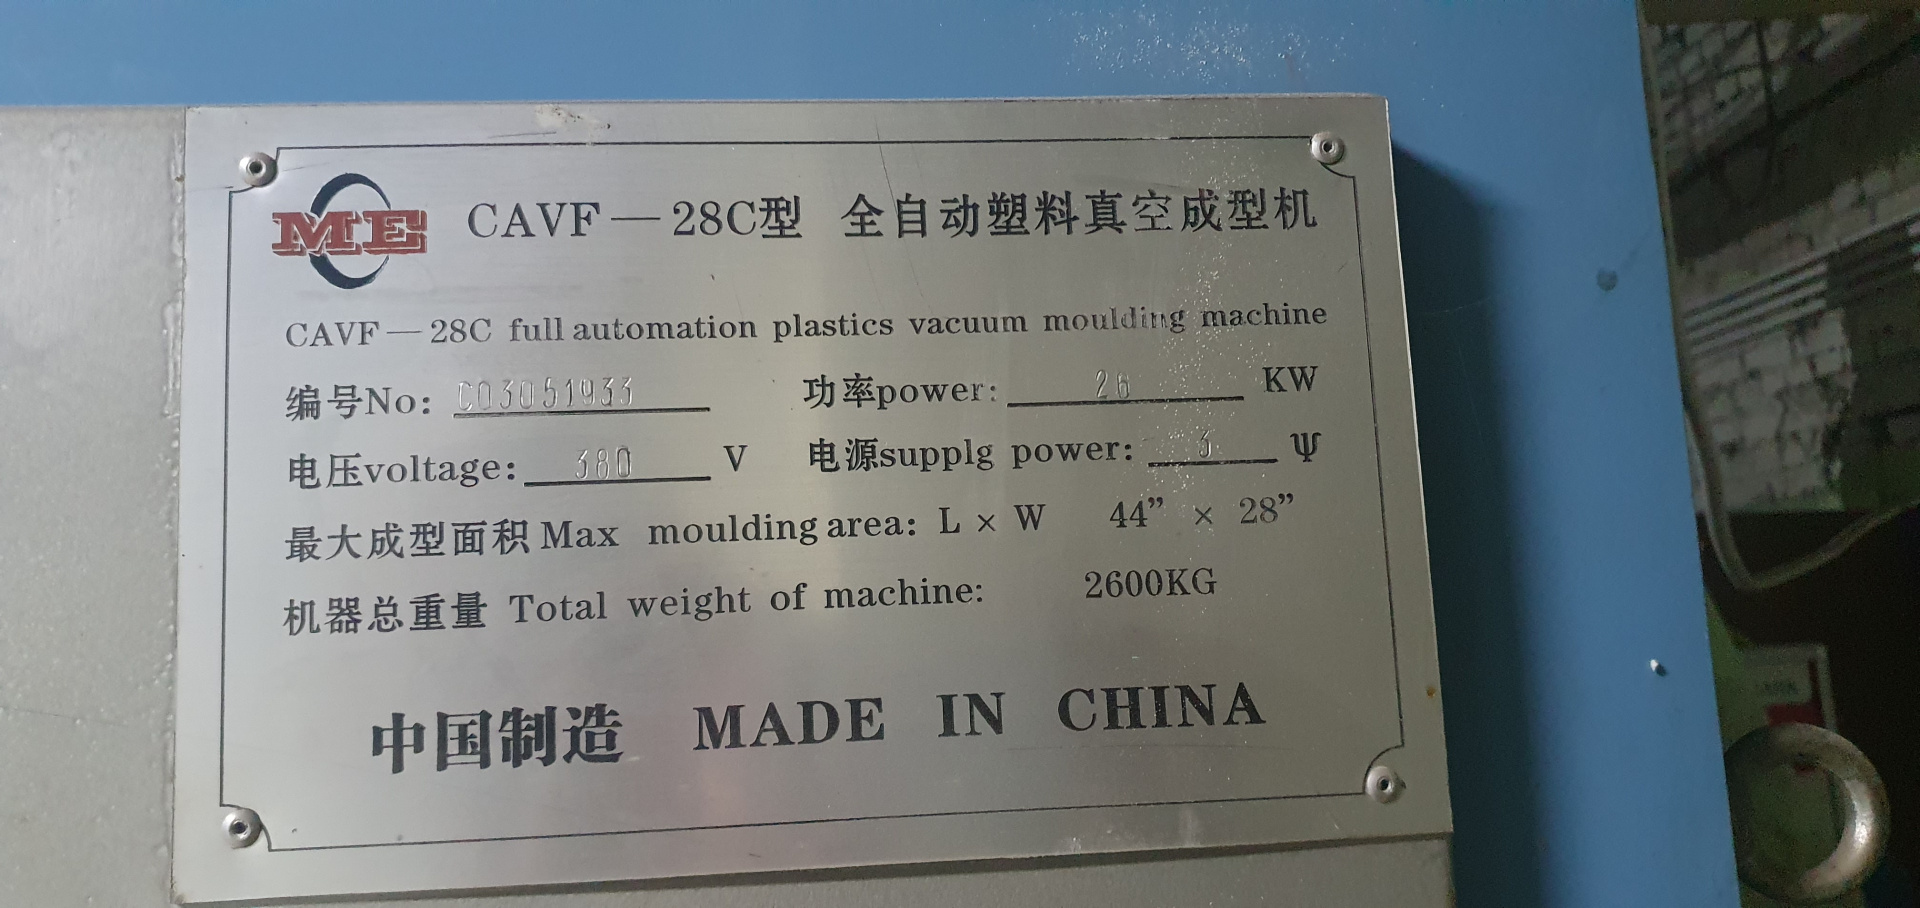 ME CAVF—28C型 全自动塑料真空成型机
CAVF—28C full automation plastics vacuum moulding machine
编号No: C03051933 功率power: 26 KW
电压voltage: 380 V 电源supplg power: 3 Ψ
最大成型面积 Max moulding area: L × W 44” × 28”
机器总重量 Total weight of machine: 2600KG
中国制造 MADE IN CHINA